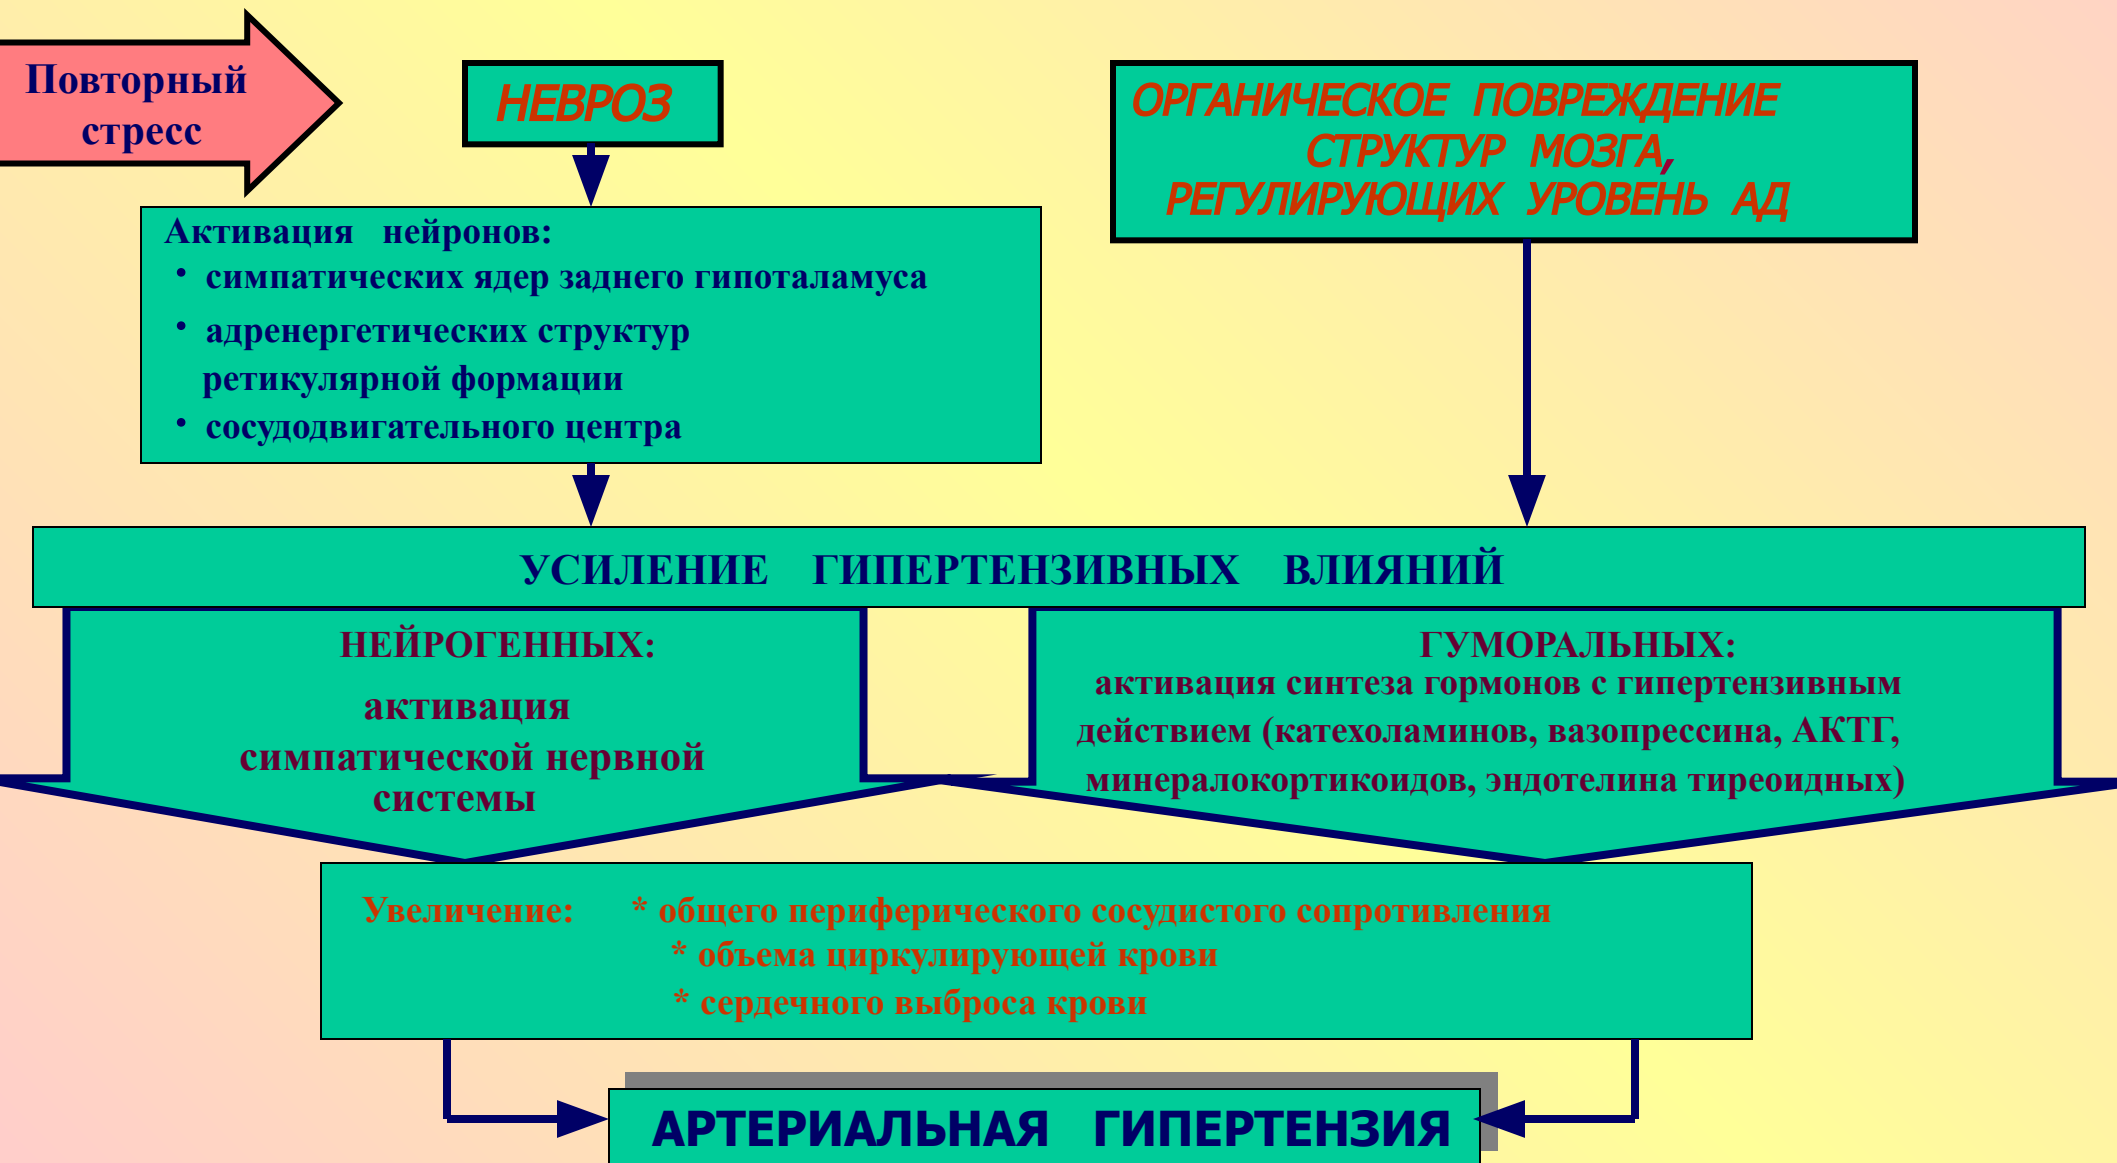 Повторный
стресс
НЕВРОЗ
ОРГАНИЧЕСКОЕ ПОВРЕЖДЕНИЕ
СТРУКТУР МОЗГА,
РЕГУЛИРУЮЩИХ УРОВЕНЬ АД
Активация нейронов:
• симпатических ядер заднего гипоталамуса
• адренергетических структур
ретикулярной формации
• сосудодвигательного центра
УСИЛЕНИЕ ГИПЕРТЕНЗИВНЫХ ВЛИЯНИЙ
НЕЙРОГЕННЫХ:
активация
симпатической нервной
системы
ГУМОРАЛЬНЫХ:
активация синтеза гормонов с гипертензивным
действием (катехоламинов, вазопрессина, АКТГ,
минералокортикоидов, эндотелина тиреоидных)
Увеличение: * общего периферического сосудистого сопротивления
* объема циркулирующей крови
* сердечного выброса крови
АРТЕРИАЛЬНАЯ ГИПЕРТЕНЗИЯ